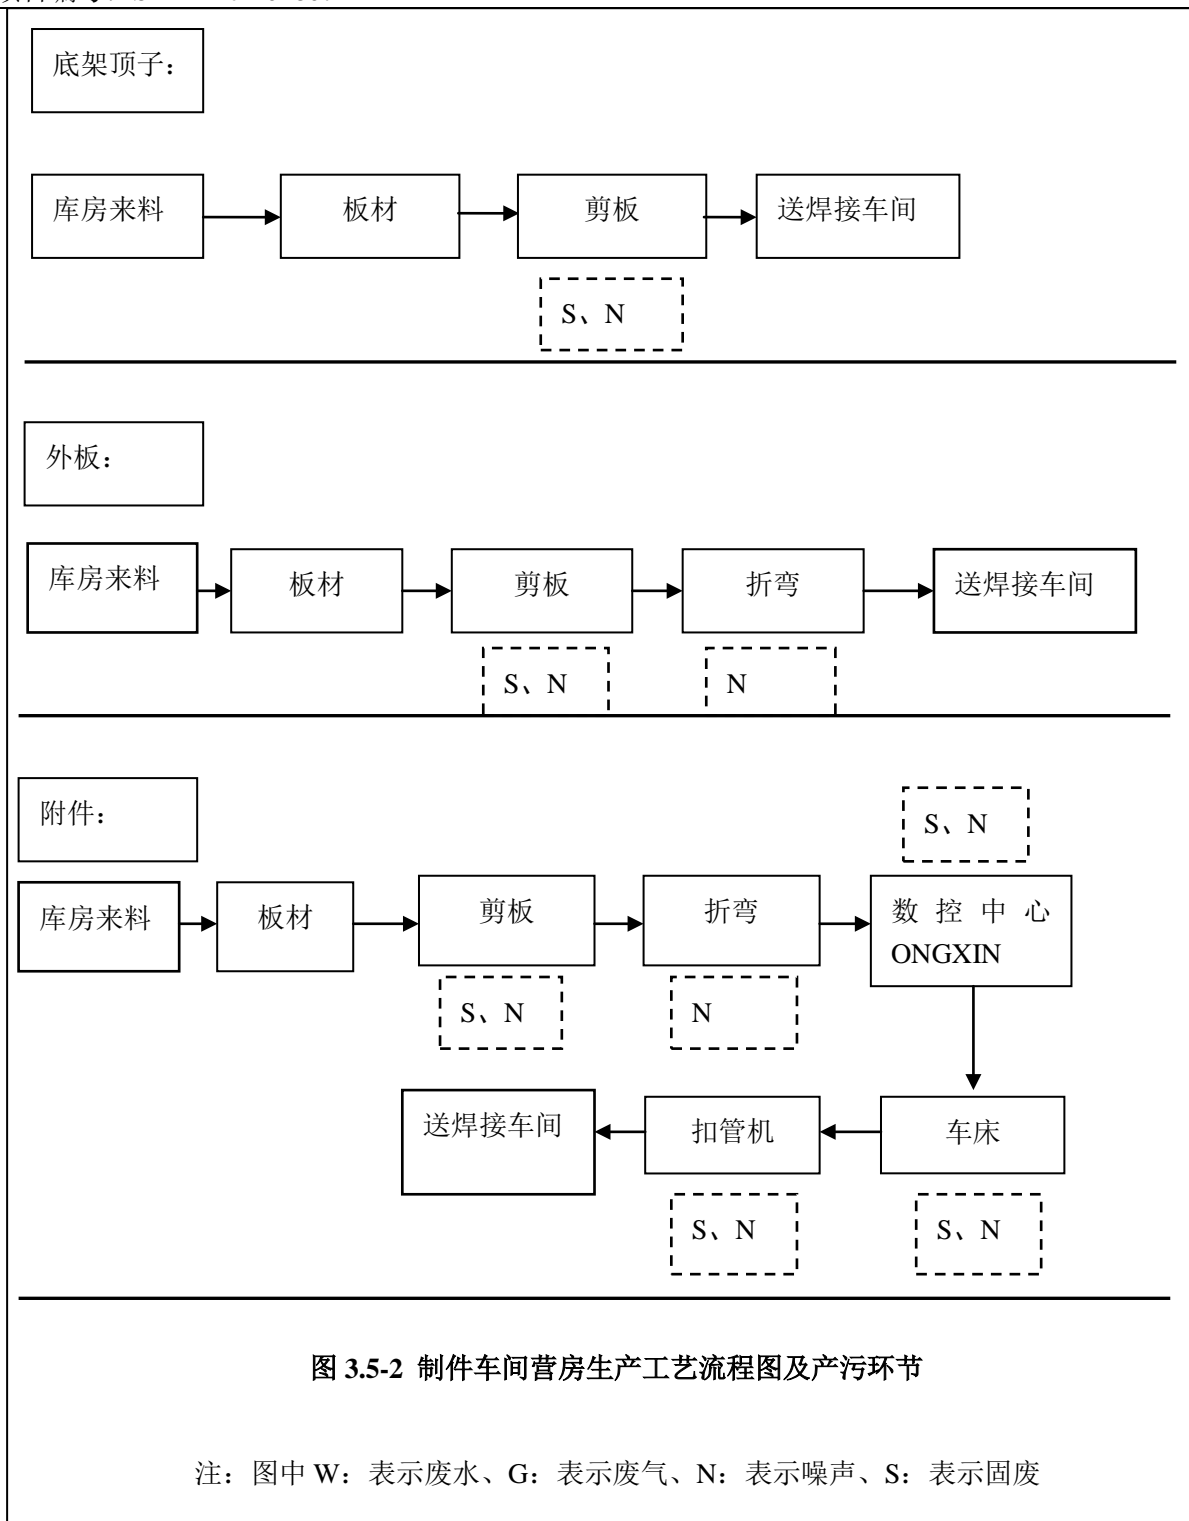 底架顶子：
库房来料 板材 剪板 送焊接车间
S、N
外板：
库房来料 板材 剪板 折弯 送焊接车间
S、N N
附件：
S、N
库房来料 板材 剪板 折弯 数控中心
ONGXIN
S、N N
送焊接车间 扣管机 车床
S、N S、N
图 3.5-2 制件车间营房生产工艺流程图及产污环节
注：图中 W：表示废水、G：表示废气、N：表示噪声、S：表示固废